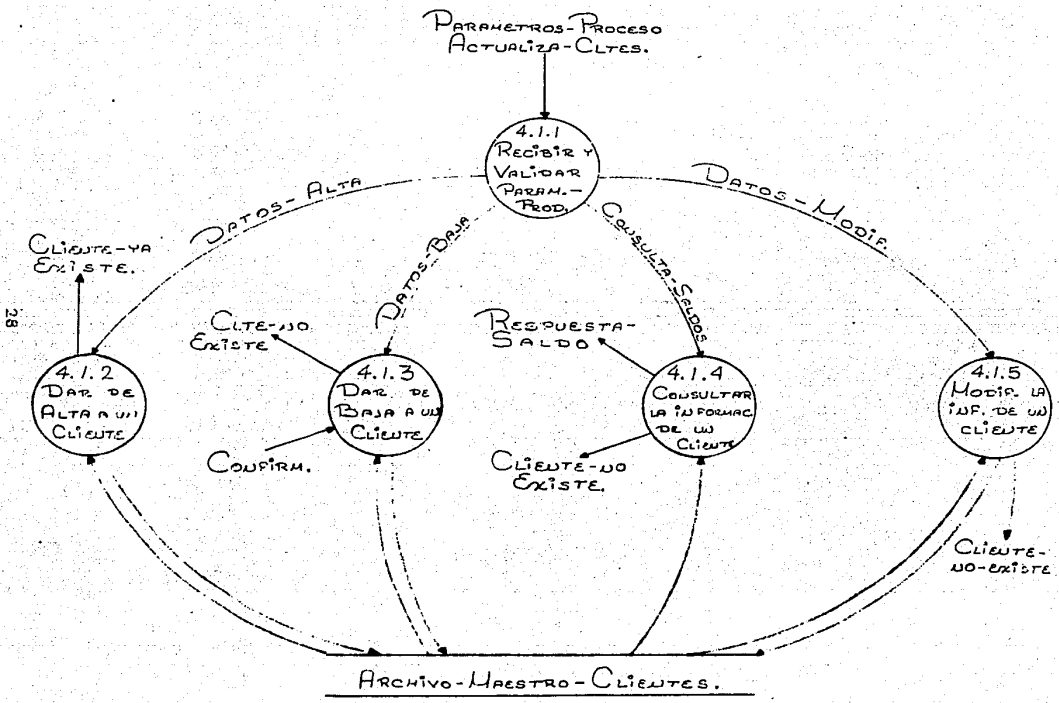 PARAMETROS-PROCESO
ACTUALIZA-CLTES.
4.1.1
RECIBIR Y
VALIDAR
PARAM.-
PROD.
DATOS-ALTA
DATOS-BAJA
CONSULTA-SALDOS
DATOS-MODIF.
CLIENTE-YA
EXISTE.
CLTE-NO
EXISTE
RESPUESTA-
SALDO
28
4.1.2
DAR DE
ALTA A UN
CLIENTE
4.1.3
DAR DE
BAJA A UN
CLIENTE
4.1.4
CONSULTAR
LA INFORMAC
DE UN
CLIENTE
4.1.5
MODIF. LA
INF. DE UN
CLIENTE
CONFIRM.
CLIENTE-NO
EXISTE.
CLIENTE-
NO-EXISTE
ARCHIVO-MAESTRO-CLIENTES.